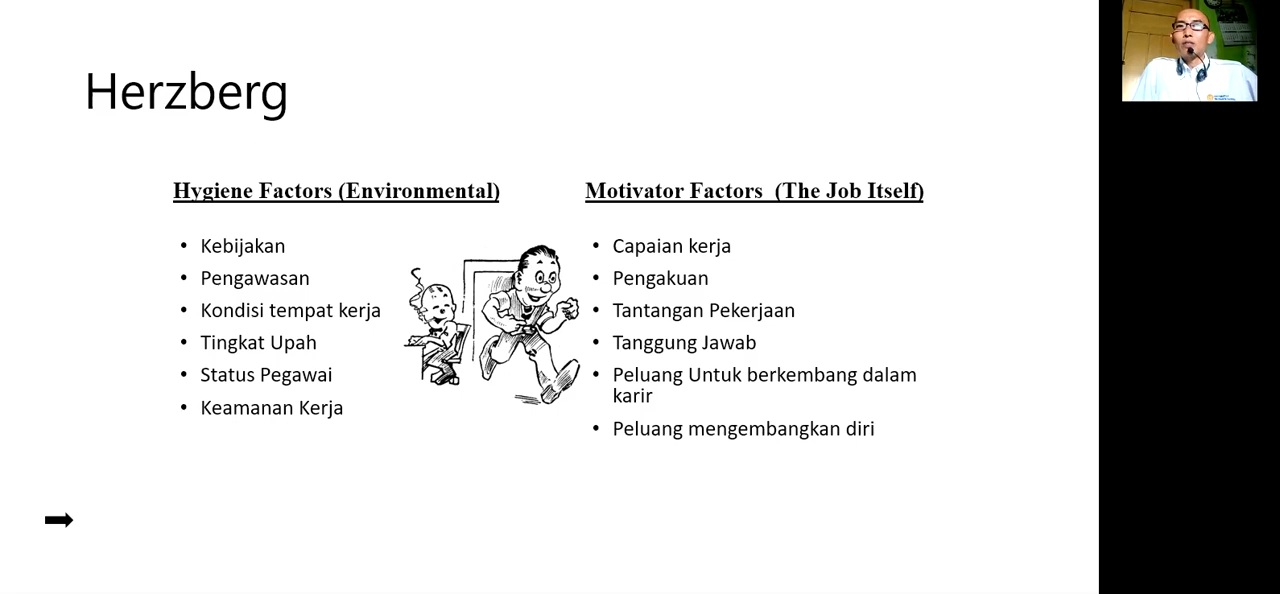 Herzberg
Hygiene Factors (Environmental)
• Kebijakan
• Pengawasan
• Kondisi tempat kerja
• Tingkat Upah
• Status Pegawai
• Keamanan Kerja
Motivator Factors (The Job Itself)
• Capaian kerja
• Pengakuan
• Tantangan Pekerjaan
• Tanggung Jawab
• Peluang Untuk berkembang dalam
karir
• Peluang mengembangkan diri